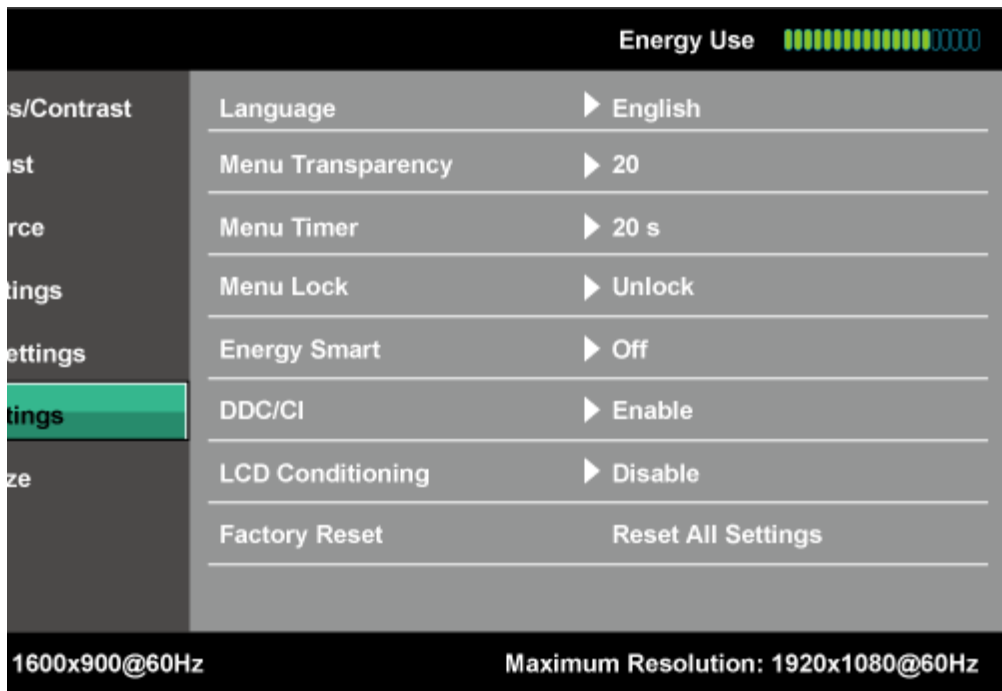 Energy Use
s/Contrast
ust
rce
tings
ettings
tings
ze
Language English
Menu Transparency 20
Menu Timer 20 s
Menu Lock Unlock
Energy Smart Off
DDC/CI Enable
LCD Conditioning Disable
Factory Reset Reset All Settings
1600x900@60Hz
Maximum Resolution: 1920x1080@60Hz